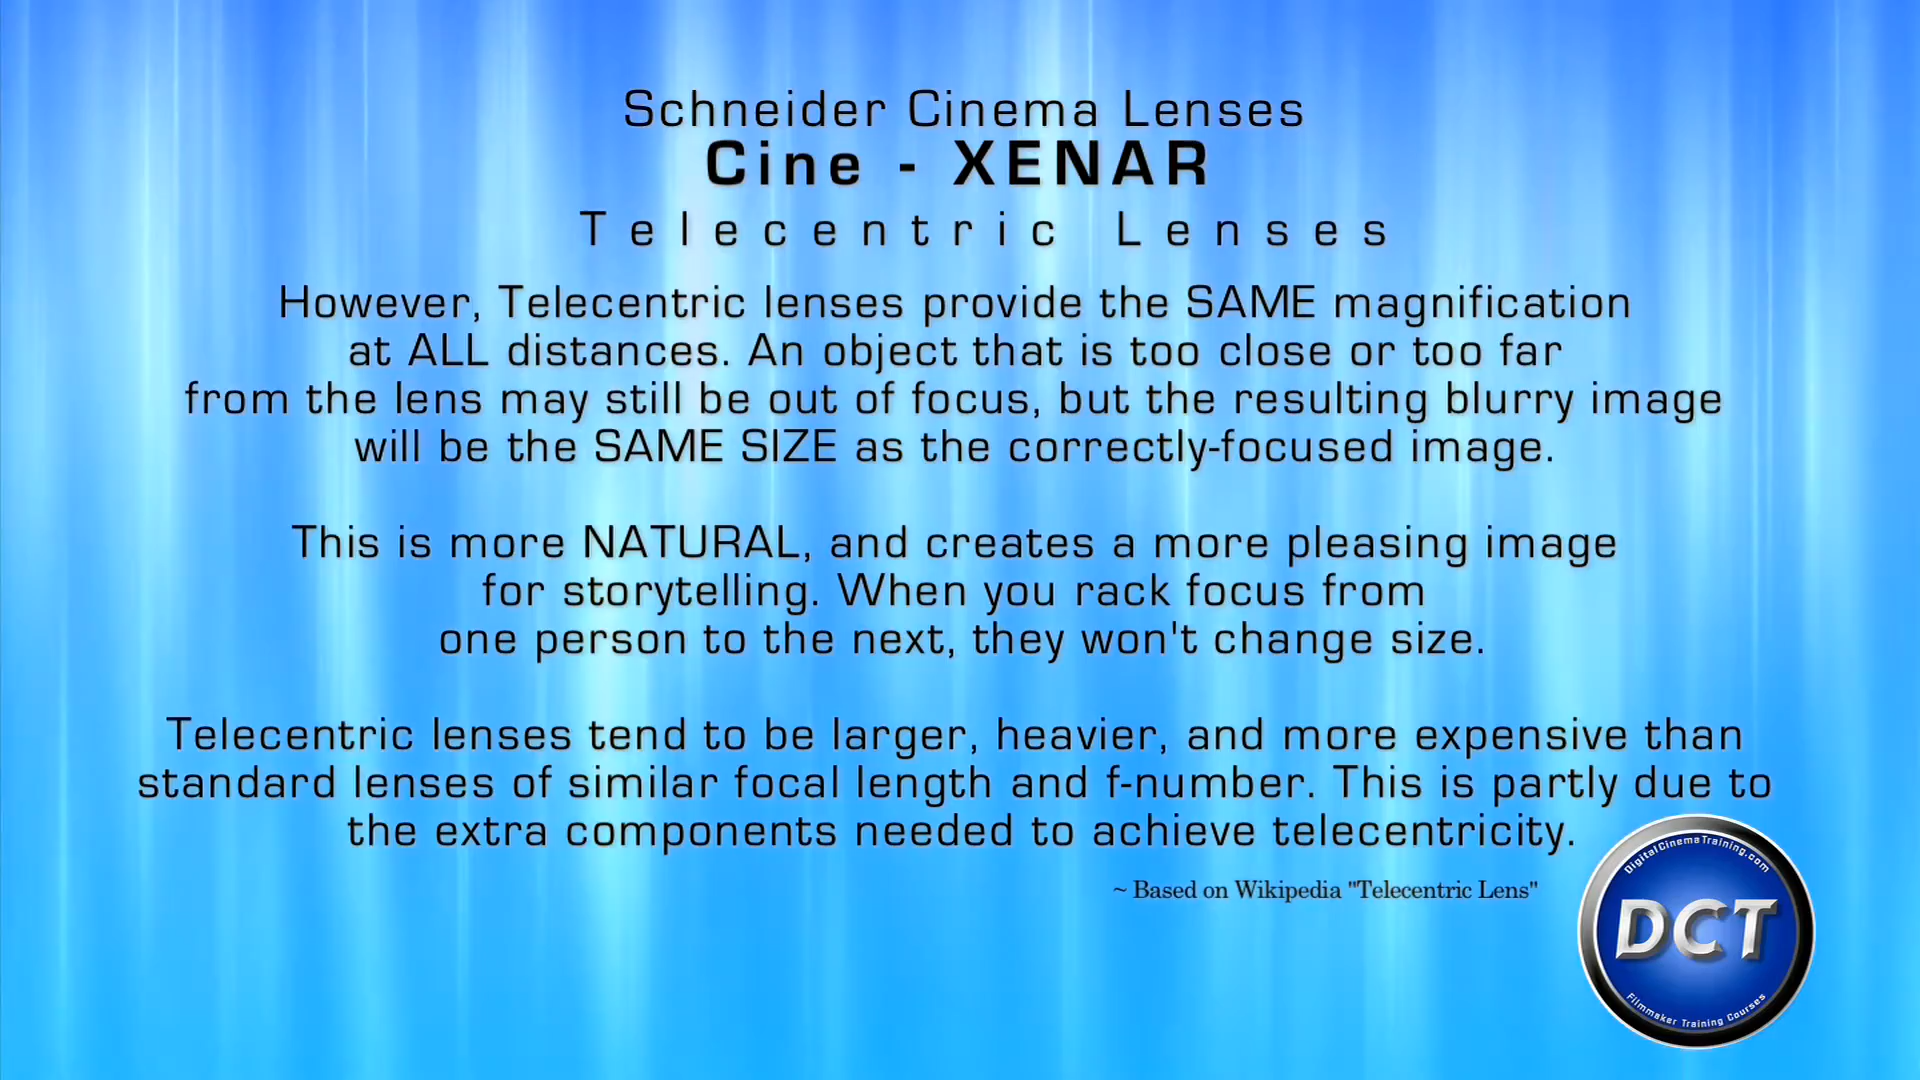 Schneider Cinema Lenses
Cine - XENAR
Telecentric Lenses
However, Telecentric lenses provide the SAME magnification
at ALL distances. An object that is too close or too far
from the lens may still be out of focus, but the resulting blurry image
will be the SAME SIZE as the correctly-focused image.
This is more NATURAL, and creates a more pleasing image
for storytelling. When you rack focus from
one person to the next, they won't change size.
Telecentric lenses tend to be larger, heavier, and more expensive than
standard lenses of similar focal length and f-number. This is partly due to
the extra components needed to achieve telecentricity.
~ Based on Wikipedia "Telecentric Lens"
DigitalCinemaTraining.com
DCT
Filmmaker Training Courses